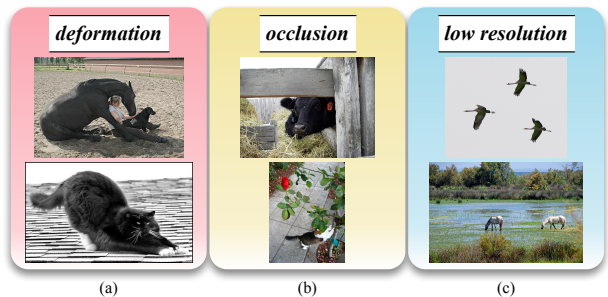 deformation
occlusion
low resolution
(a)
(b)
(c)